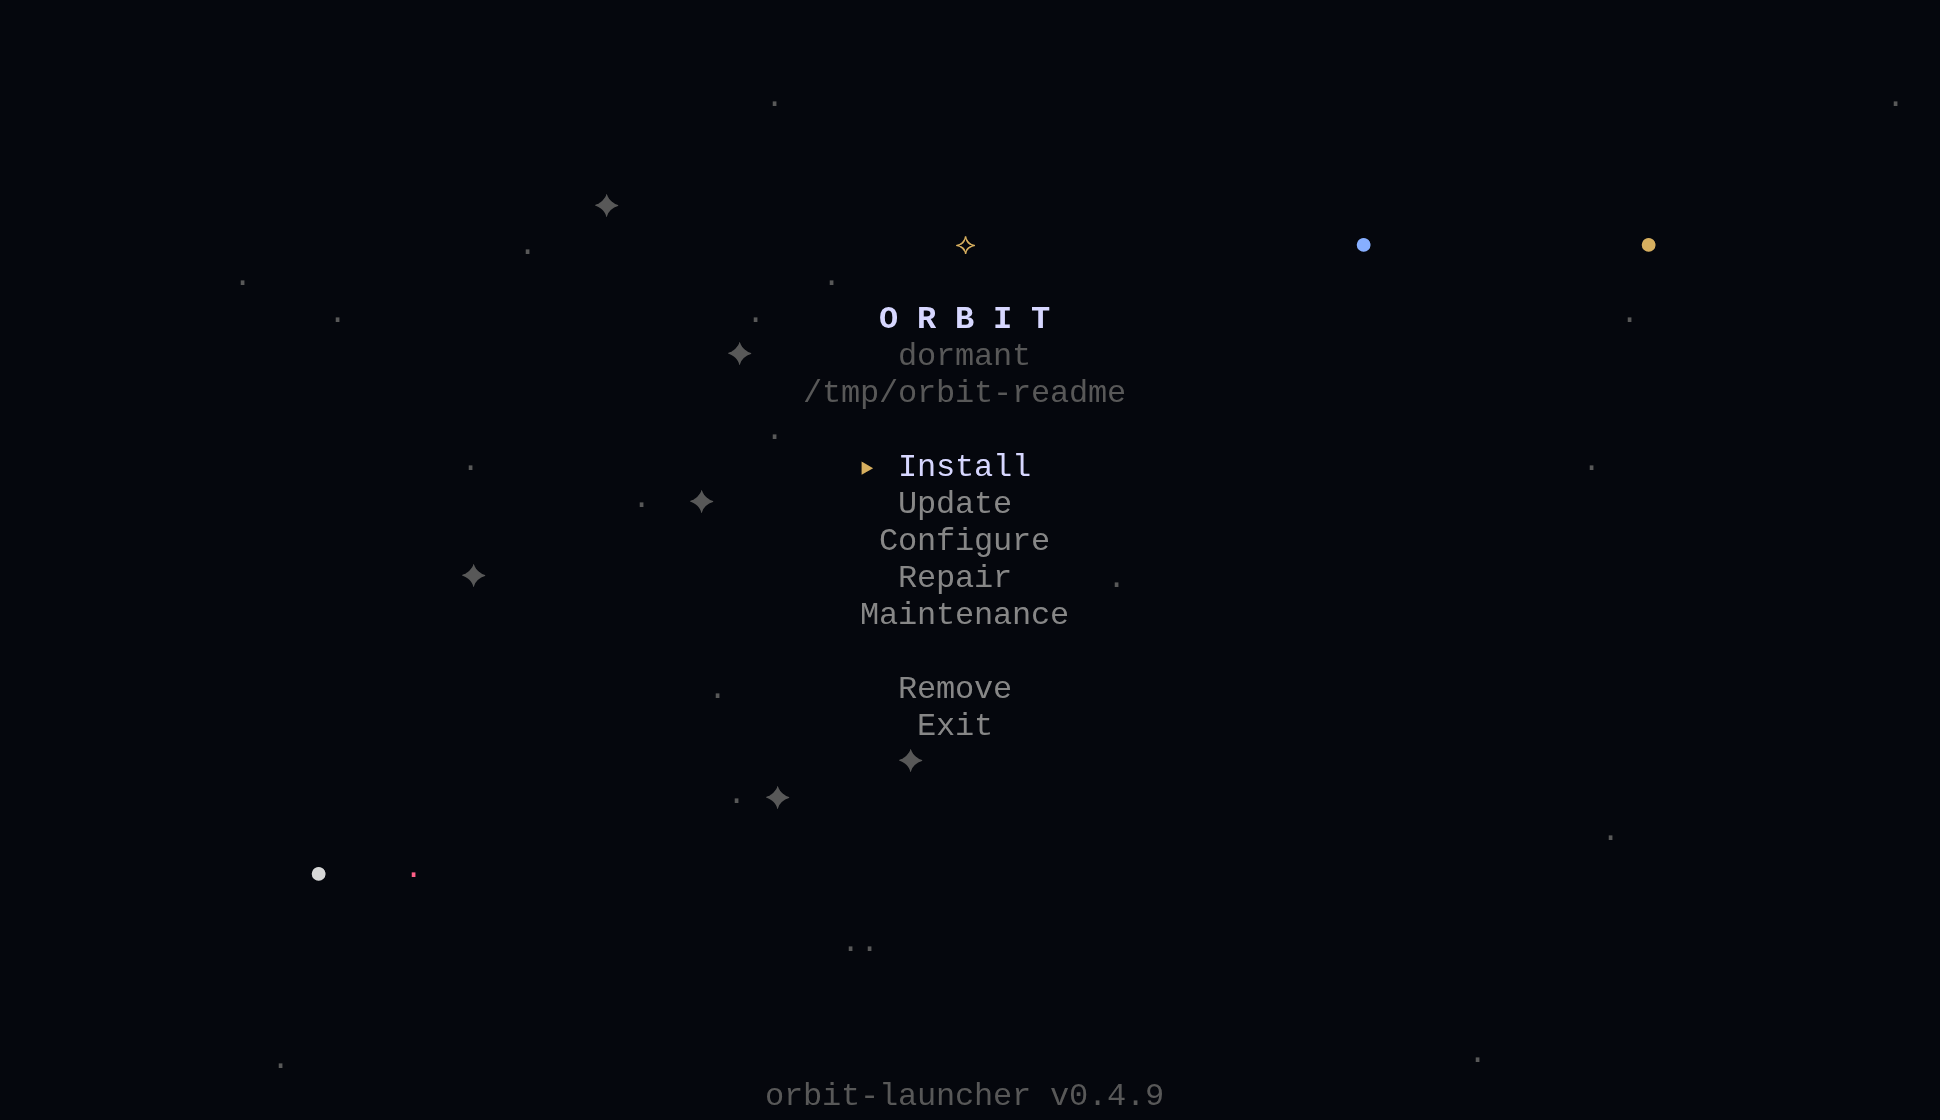 O R B I T
dormant
/tmp/orbit-readme
Install
Update
Configure
Repair
Maintenance
Remove
Exit
orbit-launcher v0.4.9